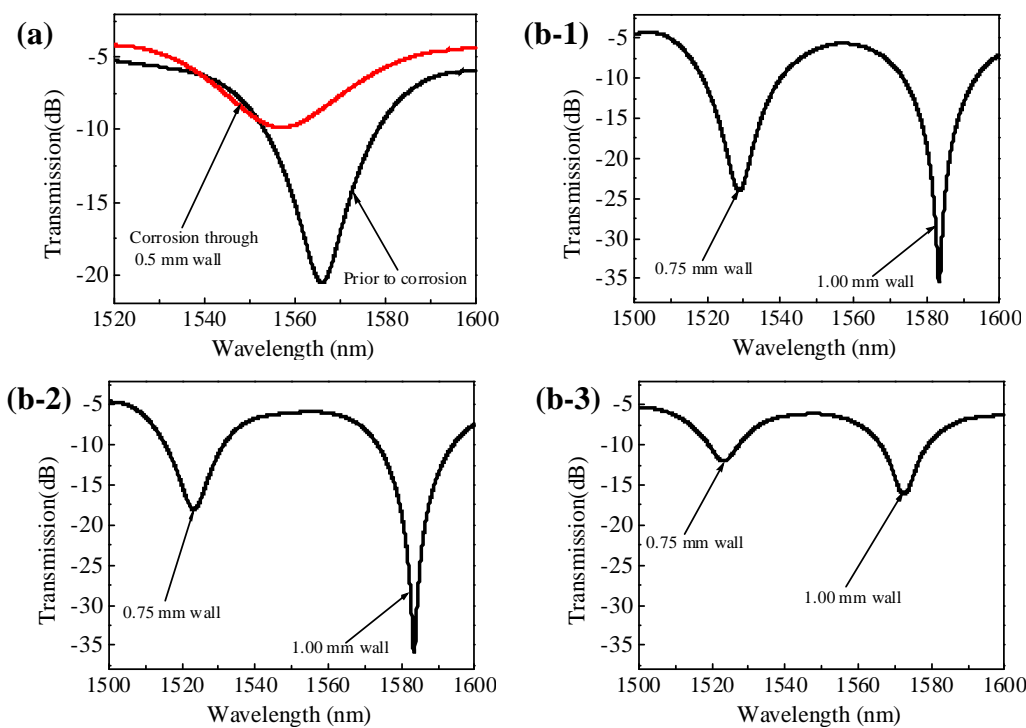 (a)
Transmission(dB)
-5
-10
-15
-20
Corrosion through
0.5 mm wall
Prior to corrosion
1520 1540 1560 1580 1600
Wavelength (nm)
(b-1)
Transmission(dB)
-5
-10
-15
-20
-25
-30
-35
0.75 mm wall
1.00 mm wall
1500 1520 1540 1560 1580 1600
Wavelength (nm)
(b-2)
Transmission(dB)
-5
-10
-15
-20
-25
-30
-35
0.75 mm wall
1.00 mm wall
1500 1520 1540 1560 1580 1600
Wavelength (nm)
(b-3)
Transmission(dB)
-5
-10
-15
-20
-25
-30
-35
0.75 mm wall
1.00 mm wall
1500 1520 1540 1560 1580 1600
Wavelength (nm)